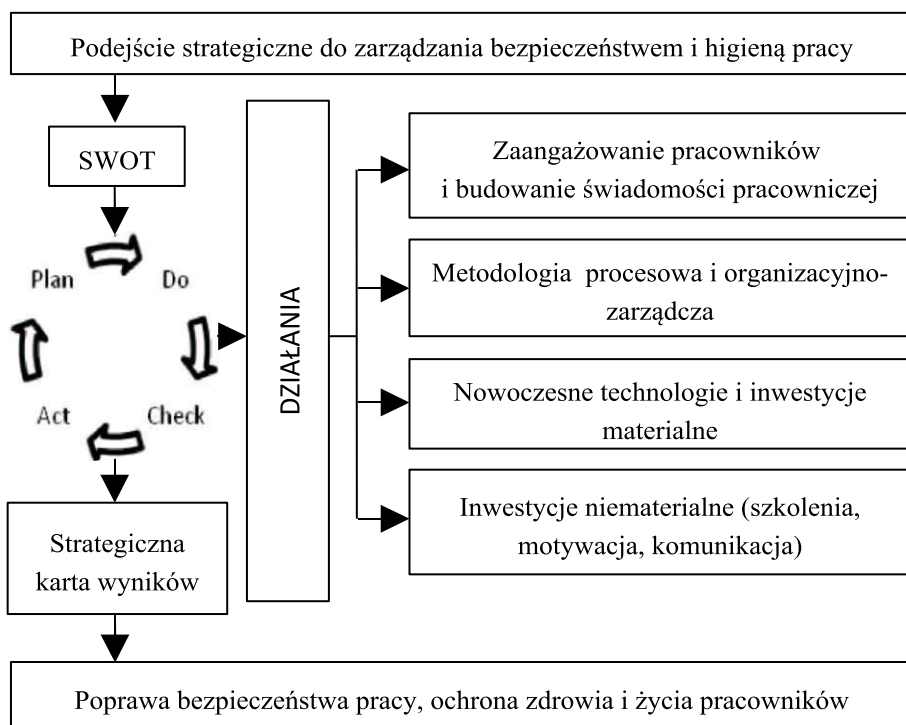 Podejście strategiczne do zarządzania bezpieczeństwem i higieną pracy
SWOT
Plan
Do
Act
Check
Strategiczna
karta wyników
DZIAŁANIA
Zaangażowanie pracowników
i budowanie świadomości pracowniczej
Metodologia procesowa i organizacyjno-
zarządcza
Nowoczesne technologie i inwestycje
materialne
Inwestycje niematerialne (szkolenia,
motywacja, komunikacja)
Poprawa bezpieczeństwa pracy, ochrona zdrowia i życia pracowników